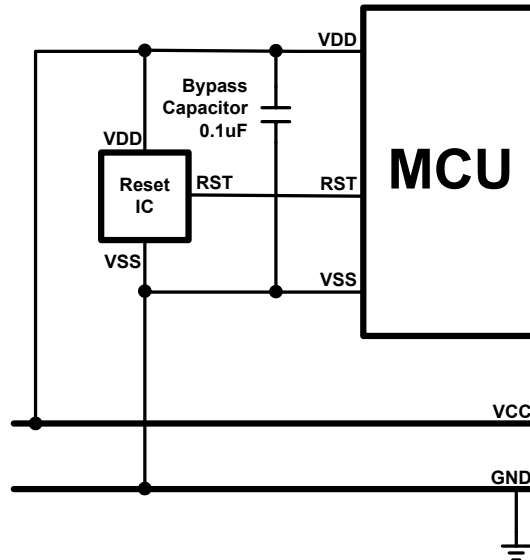 VDD
Bypass
Capacitor
0.1uF
VDD
MCU
Reset
IC
RST
RST
VSS
VSS
VCC
GND